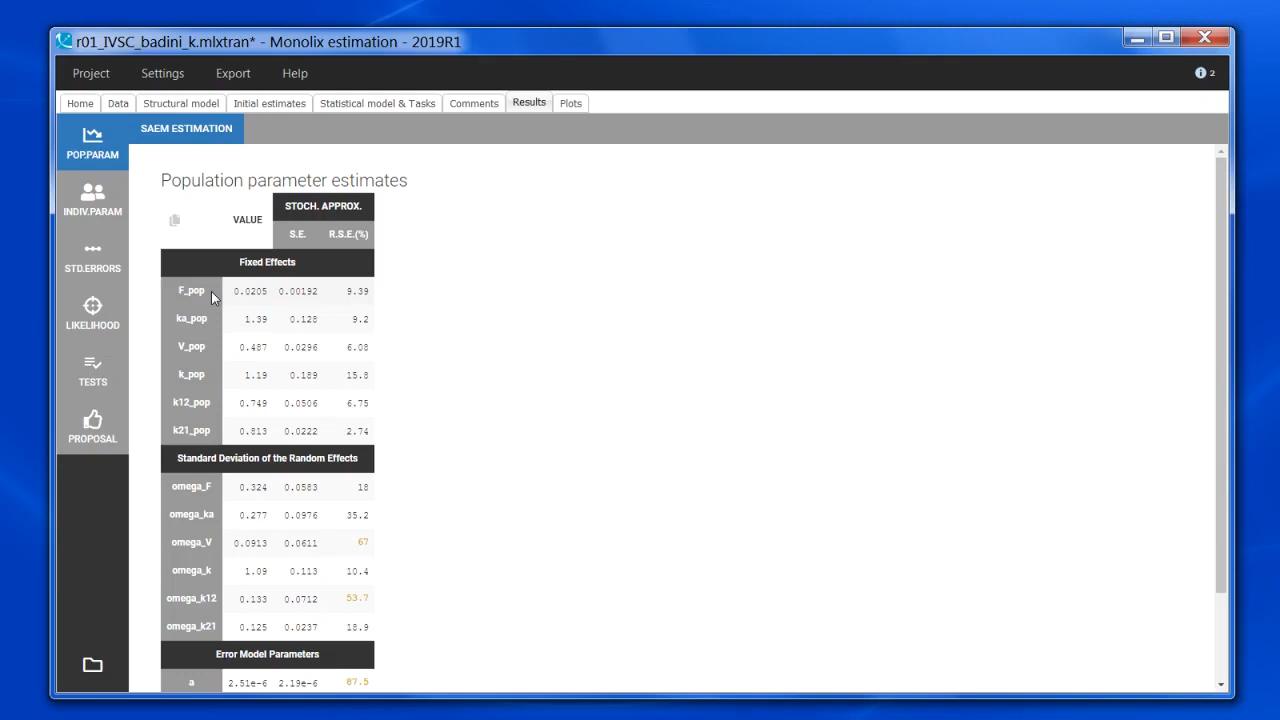 r01_IVSC_badini_k.mlxtran* - Monolix estimation - 2019R1
Project Settings Export Help 2
Home Data Structural model Initial estimates Statistical model & Tasks Comments Results Plots
POP.PARAM
INDIV.PARAM
STD.ERRORS
LIKELIHOOD
TESTS
PROPOSAL
SAEM ESTIMATION
Population parameter estimates
STOCH. APPROX.
VALUE S.E. R.S.E.(%)
Fixed Effects
F_pop 0.0205 0.00192 9.39
ka_pop 1.39 0.128 9.2
V_pop 0.487 0.0296 6.08
k_pop 1.19 0.189 15.8
k12_pop 0.749 0.0506 6.75
k21_pop 0.813 0.0222 2.74
Standard Deviation of the Random Effects
omega_F 0.324 0.0583 18
omega_ka 0.277 0.0976 35.2
omega_V 0.0913 0.0611 67
omega_k 1.09 0.113 10.4
omega_k12 0.133 0.0712 53.7
omega_k21 0.125 0.0237 18.9
Error Model Parameters
a 2.51e-6 2.19e-6 87.5